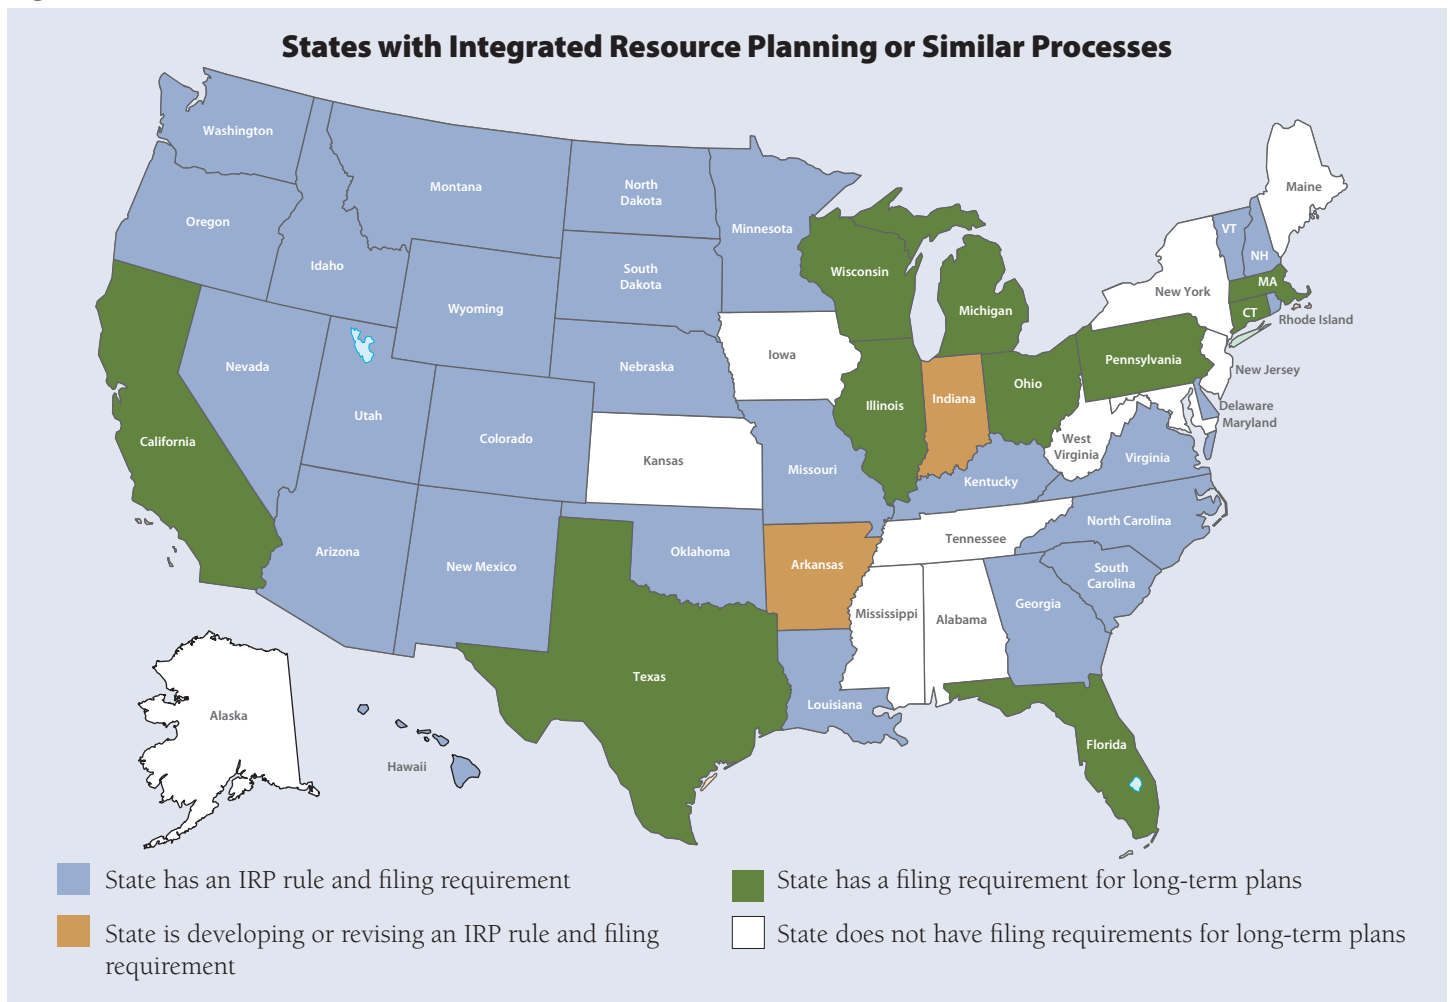 States with Integrated Resource Planning or Similar Processes
Washington
Oregon
Idaho
Montana
North
Dakota
South
Dakota
Minnesota
Wyoming
Wisconsin
Michigan
Maine
VT
NH
New York
MA
CT
Rhode Island
Nevada
Utah
Nebraska
Iowa
Illinois
Indiana
Ohio
Pennsylvania
New Jersey
Delaware
Maryland
California
Colorado
Kansas
Missouri
West
Virginia
Virginia
Kentucky
Arizona
New Mexico
Oklahoma
Arkansas
Tennessee
North Carolina
South
Carolina
Mississippi
Alabama
Georgia
Texas
Louisiana
Florida
Alaska
Hawaii
State has an IRP rule and filing requirement
State is developing or revising an IRP rule and filing
requirement
State has a filing requirement for long-term plans
State does not have filing requirements for long-term plans